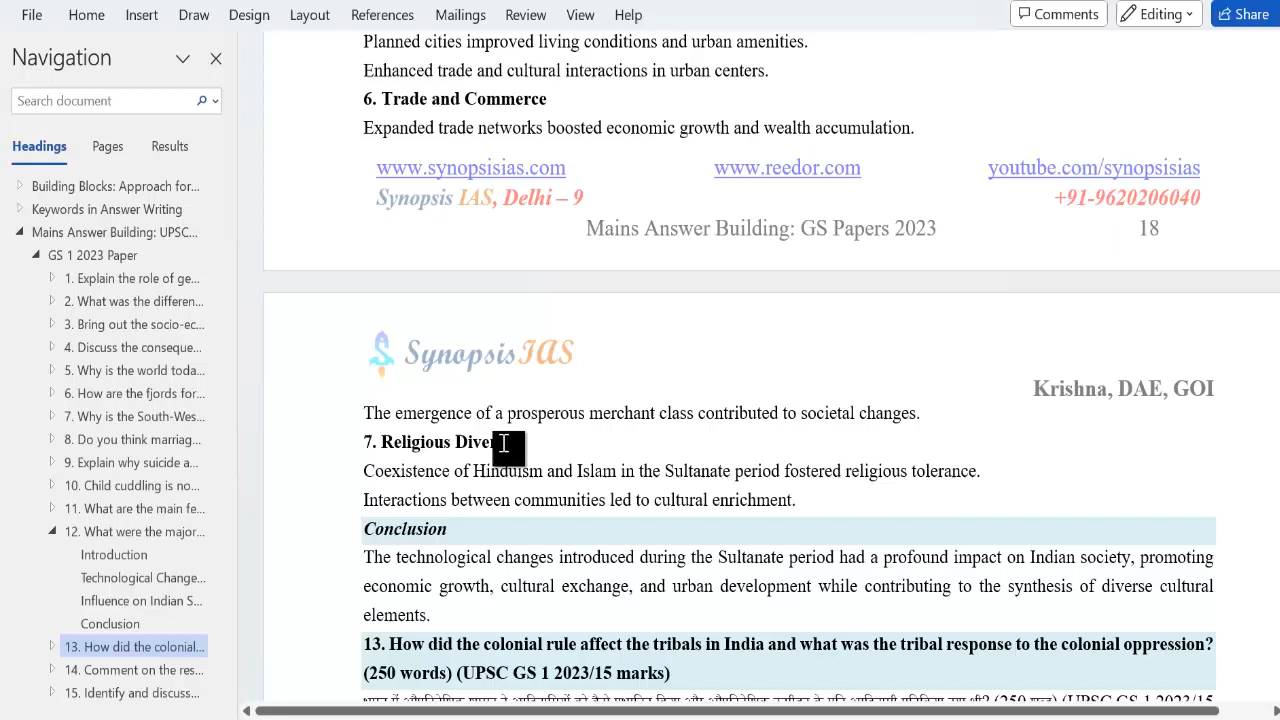 File Home Insert Draw Design Layout References Mailings Review View Help Comments Editing Share
Navigation
Search document
Headings Pages Results
Building Blocks: Approach for...
Keywords in Answer Writing
Mains Answer Building: UPSC...
GS 1 2023 Paper
1. Explain the role of ge...
2. What was the differen...
3. Bring out the socio-ec...
4. Discuss the conseque...
5. Why is the world toda...
6. How are the fjords for...
7. Why is the South-Wes...
8. Do you think marriag...
9. Explain why suicide a...
10. Child cuddling is no...
11. What are the main fe...
12. What were the major...
Introduction
Technological Change...
Influence on Indian S...
Conclusion
13. How did the colonial...
14. Comment on the res...
15. Identify and discuss...
Planned cities improved living conditions and urban amenities.
Enhanced trade and cultural interactions in urban centers.
6. Trade and Commerce
Expanded trade networks boosted economic growth and wealth accumulation.
www.synopsisias.com www.reedor.com youtube.com/synopsisias
Synopsis IAS, Delhi – 9 +91-9620206040
Mains Answer Building: GS Papers 2023 18
Synopsis IAS
Krishna, DAE, GOI
The emergence of a prosperous merchant class contributed to societal changes.
7. Religious
Coexistence of Hinduism and Islam in the Sultanate period fostered religious tolerance.
Interactions between communities led to cultural enrichment.
Conclusion
The technological changes introduced during the Sultanate period had a profound impact on Indian society, promoting
economic growth, cultural exchange, and urban development while contributing to the synthesis of diverse cultural
elements.
13. How did the colonial rule affect the tribals in India and what was the tribal response to the colonial oppression?
(250 words) (UPSC GS 1 2023/15 marks)